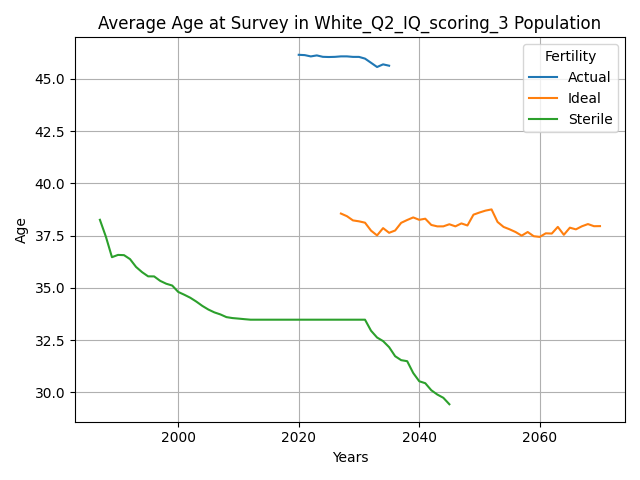 Average Age at Survey in White_Q2_IQ_scoring_3 Population
Fertility
Actual
Ideal
Sterile
Age
45.0
42.5
40.0
37.5
35.0
32.5
30.0
2000
2020
2040
2060
Years